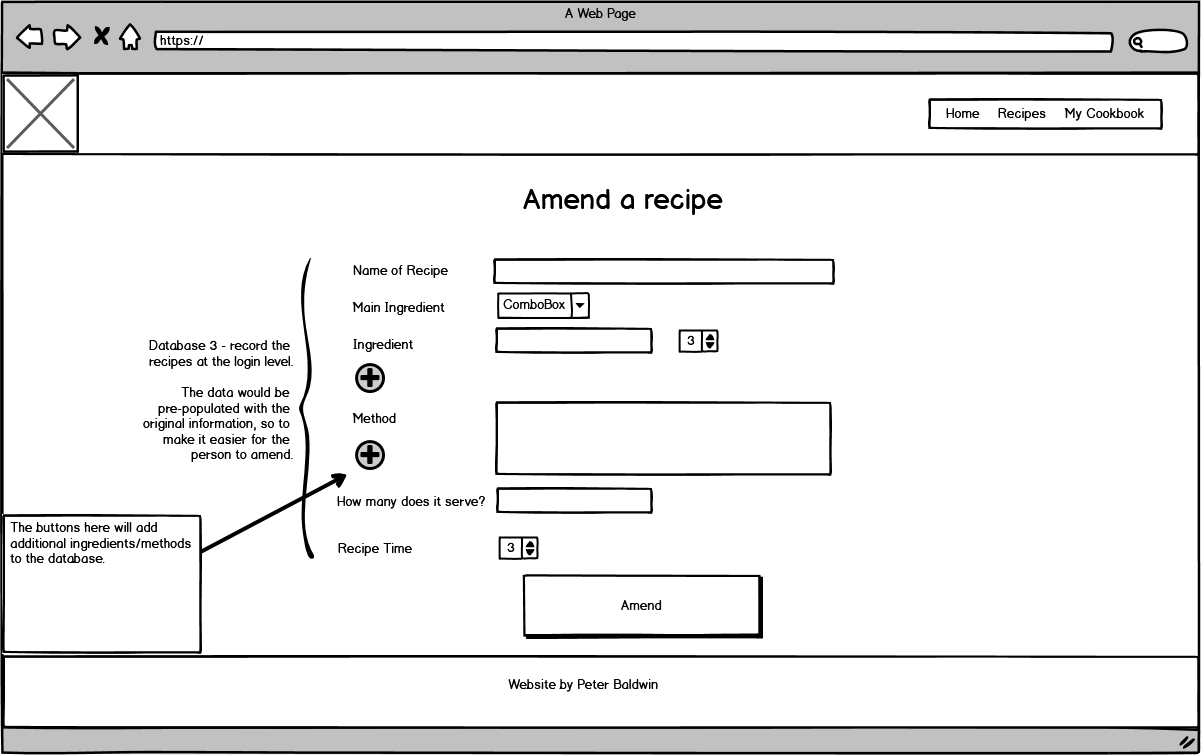 A Web Page
https://
Home Recipes My Cookbook
Amend a recipe
Name of Recipe
Main Ingredient ComboBox
Ingredient 3
Database 3 - record the
recipes at the login level.
The data would be
pre-populated with the
original information, so to
make it easier for the
person to amend.
Method
How many does it serve?
The buttons here will add
additional ingredients/methods
to the database.
Recipe Time 3
Amend
Website by Peter Baldwin